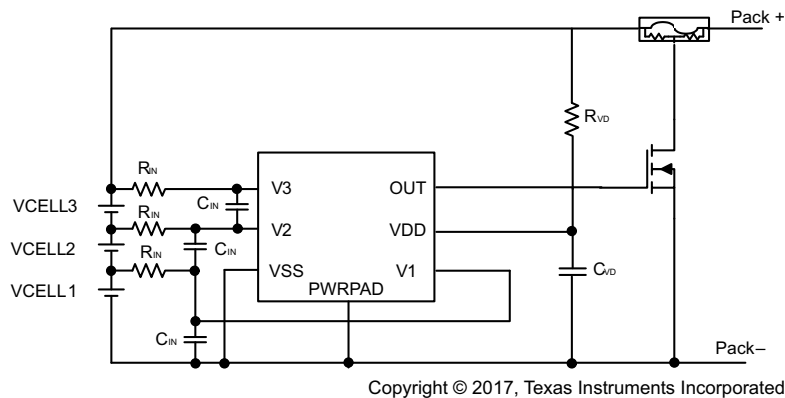 Pack +
RVD
RIN
V3
OUT
CIN
VCELL3
RIN
V2
VDD
CIN
VCELL2
RIN
VSS
V1
CVD
VCELL1
PWRPAD
CIN
Pack–
Copyright © 2017, Texas Instruments Incorporated